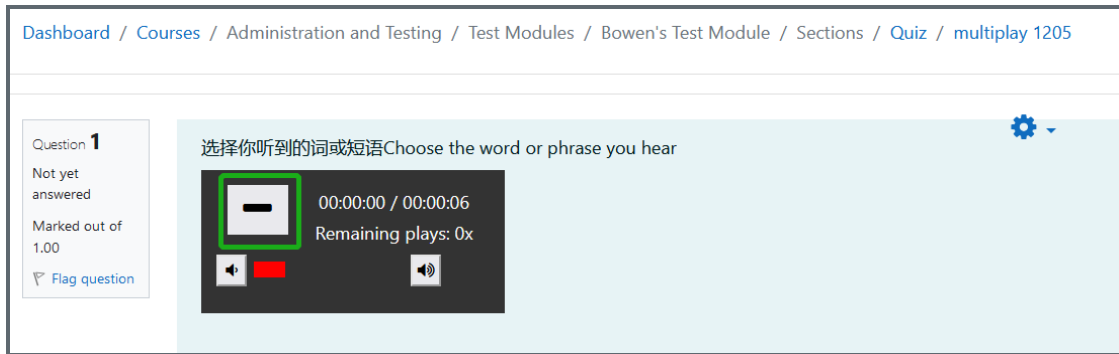 Dashboard / Courses / Administration and Testing / Test Modules / Bowen's Test Module / Sections / Quiz / multiplay 1205
Question 1
Not yet
answered
Marked out of
1.00
Flag question
选择你听到的词或短语Choose the word or phrase you hear
00:00:00 / 00:00:06
Remaining plays: 0x